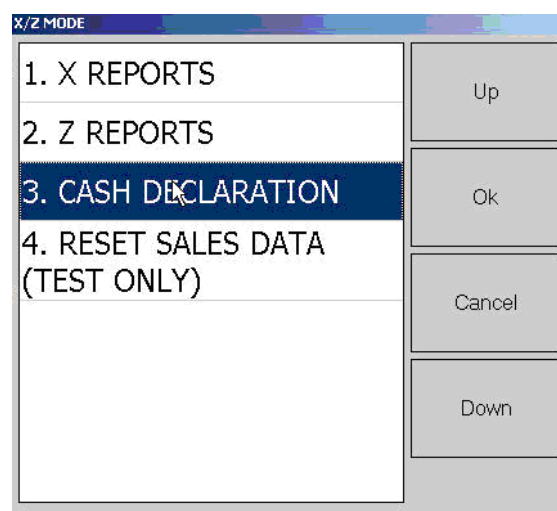 X/Z MODE
1. X REPORTS
2. Z REPORTS
3. CASH DECLARATION
4. RESET SALES DATA
(TEST ONLY)
Up
Ok
Cancel
Down